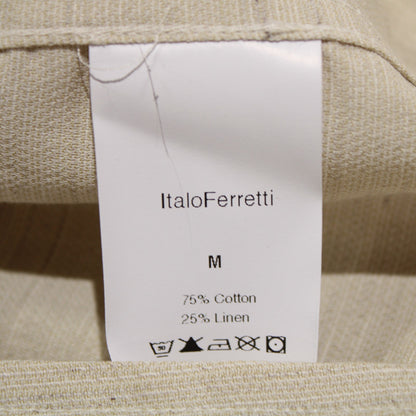 ItaloFerretti
M
75% Cotton
25% Linen